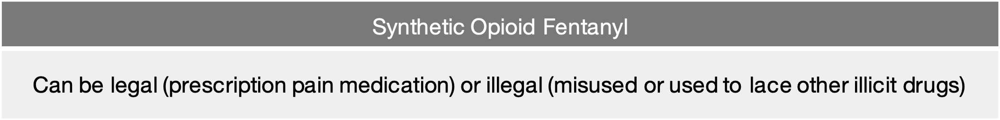 Synthetic Opioid Fentanyl
Can be legal (prescription pain medication) or illegal (misused or used to lace other illicit drugs)